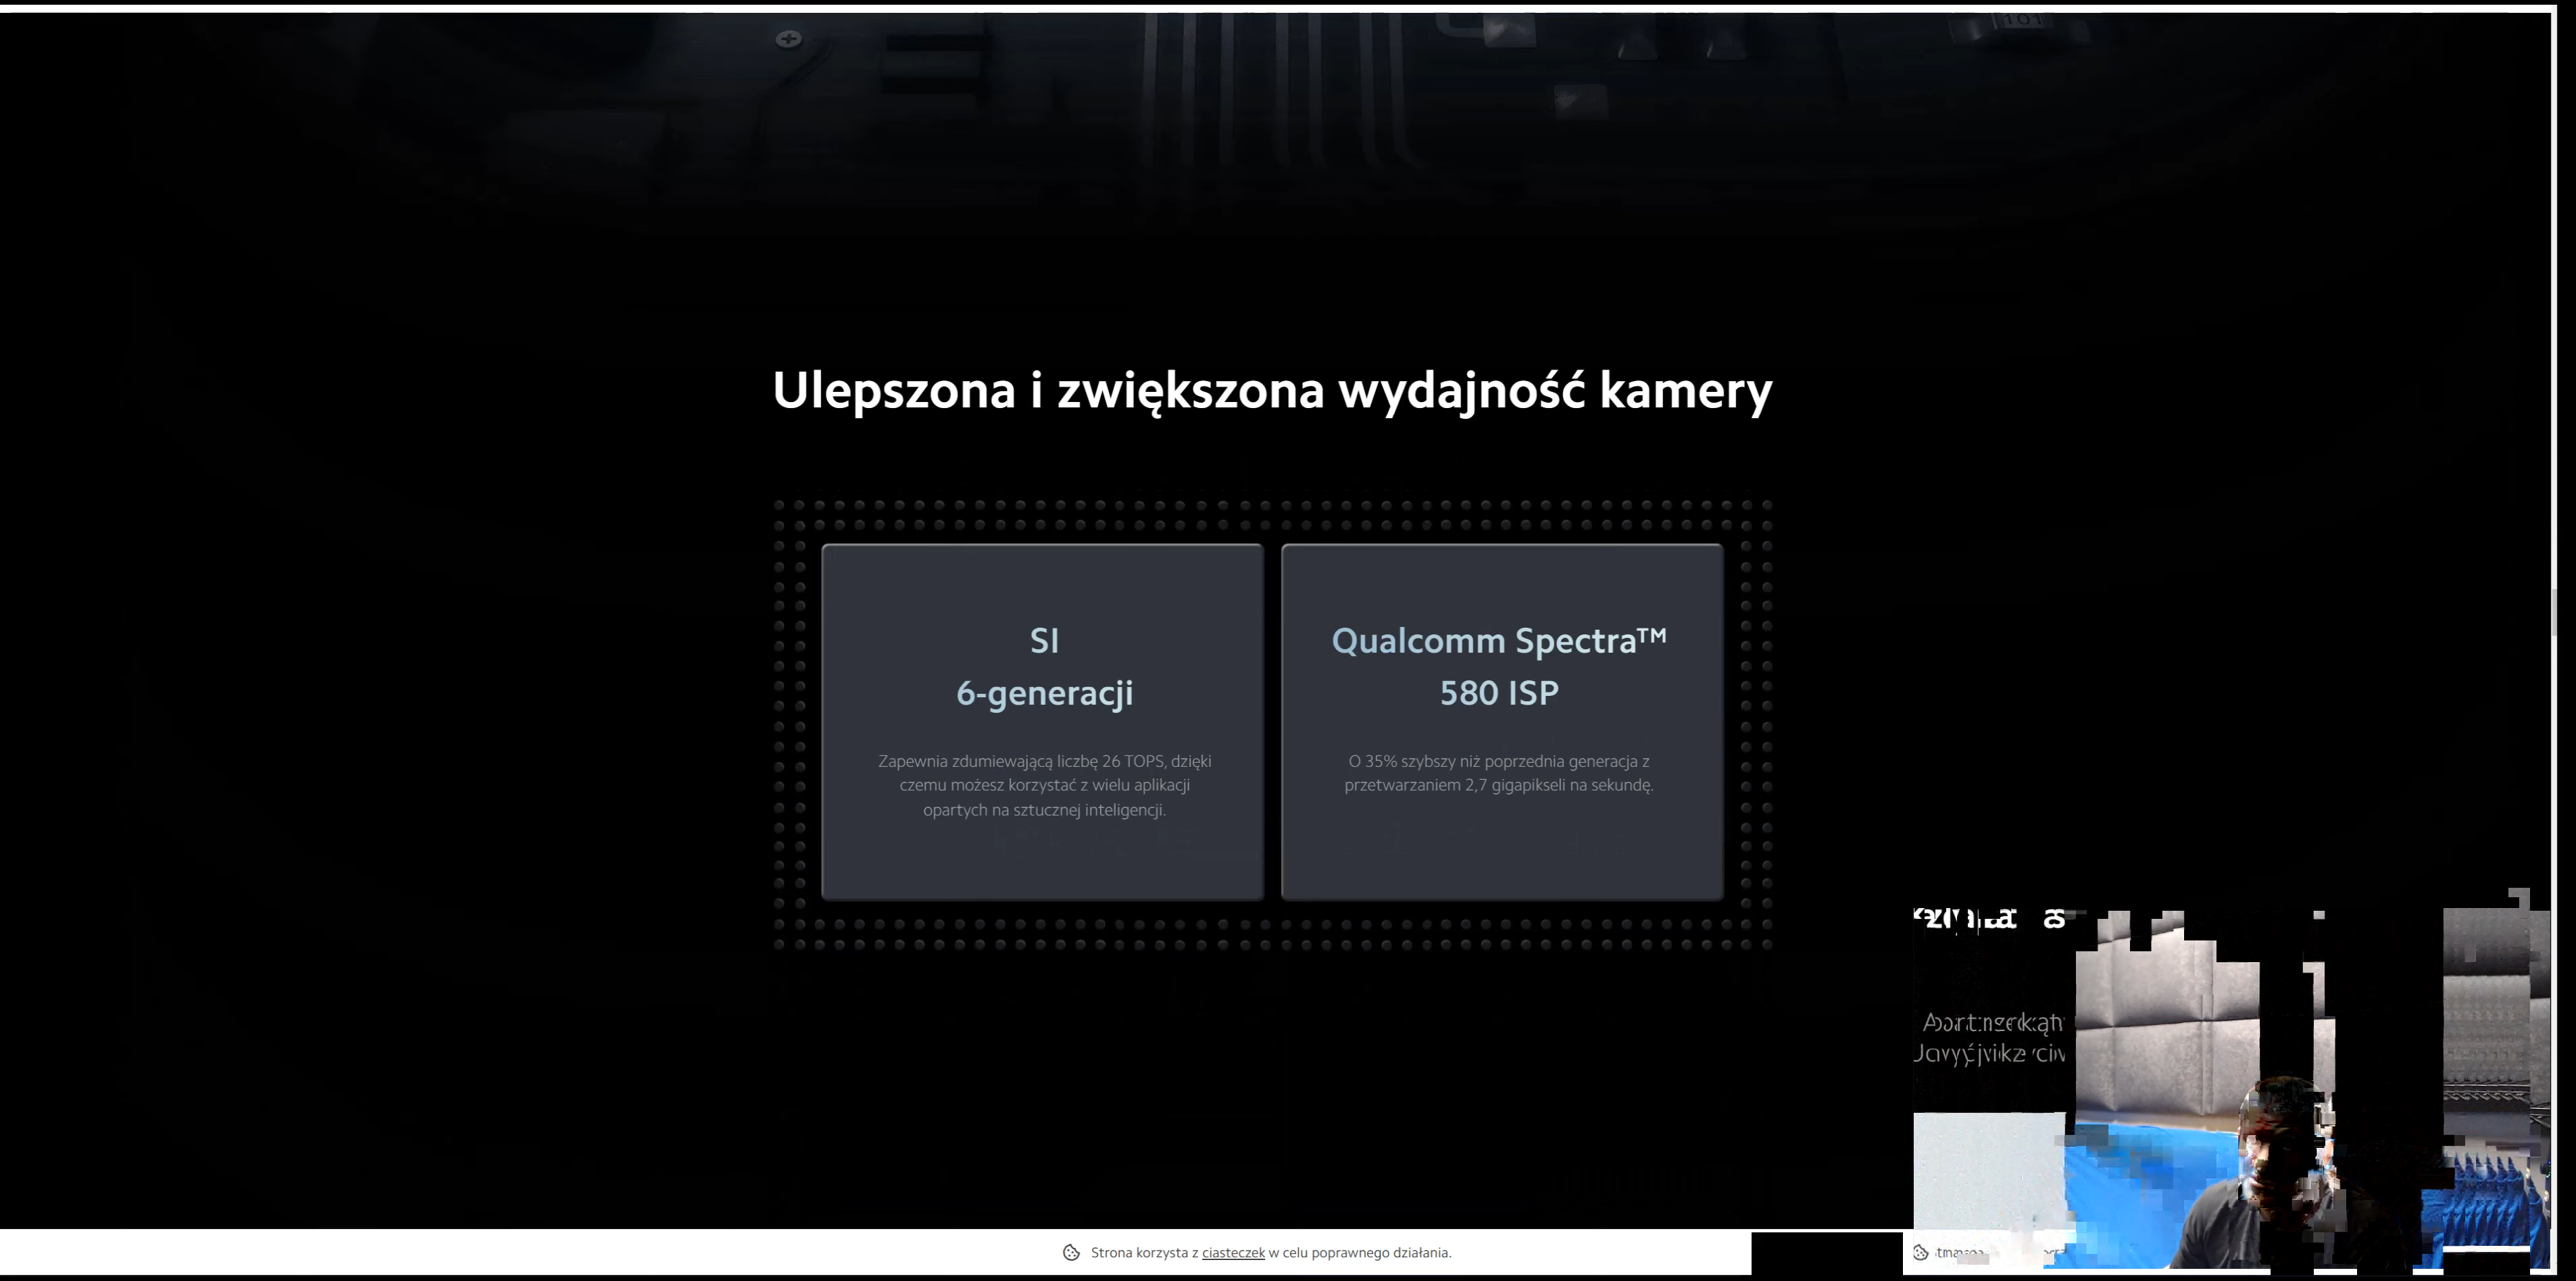 101
Ulepszona i zwiększona wydajność kamery
SI
6-generacji
Zapewnia zdumiewającą liczbę 26 TOPS, dzięki
czemu możesz korzystać z wielu aplikacji
opartych na sztucznej inteligencji.
Qualcomm Spectra™
580 ISP
O 35% szybszy niż poprzednia generacja z
przetwarzaniem 2,7 gigapikseli na sekundę.
Strona korzysta z ciasteczek w celu poprawnego działania.